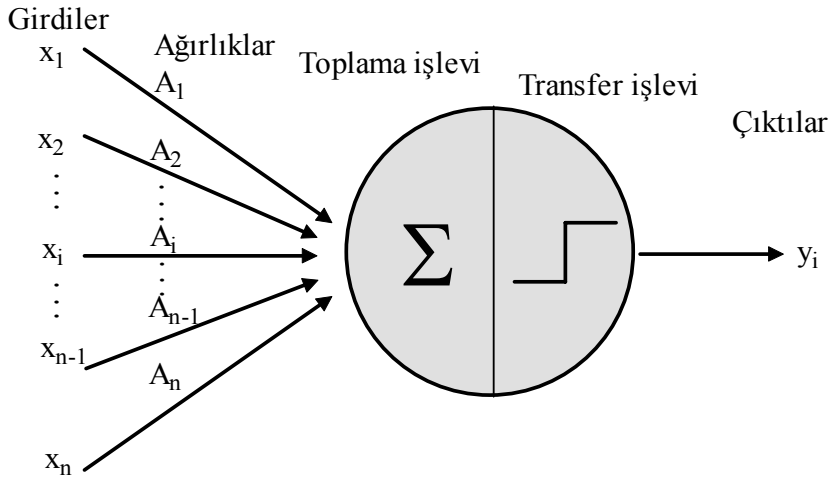 Girdiler
Ağırlıklar
Toplama işlevi
Transfer işlevi
Çıktılar
x1
A1
x2
A2
xi
Ai
Σ
yi
An-1
xn-1
An
xn